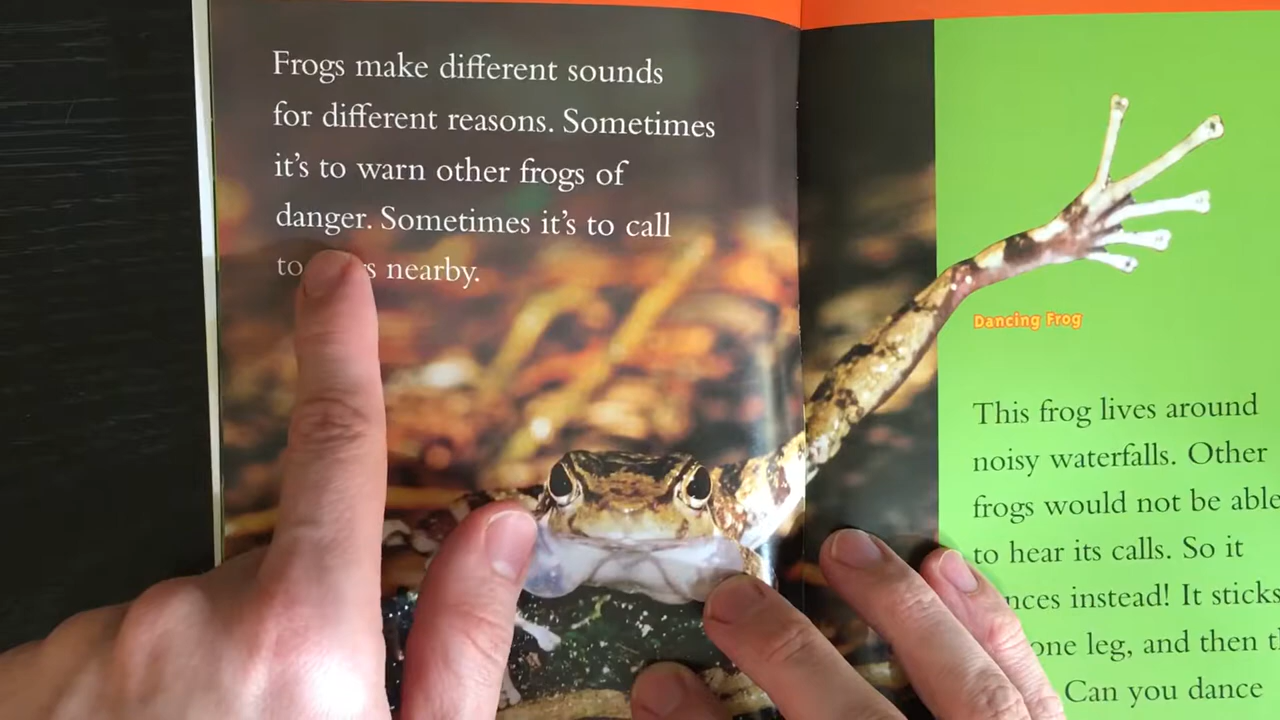 Frogs make different sounds
for different reasons. Sometimes
it's to warn other frogs of
danger. Sometimes it's to call
to nearby.
Dancing Frog
This frog lives around
noisy waterfalls. Other
frogs would not be able
to hear its calls. So it
instead! It sticks
one leg, and then
Can you dance